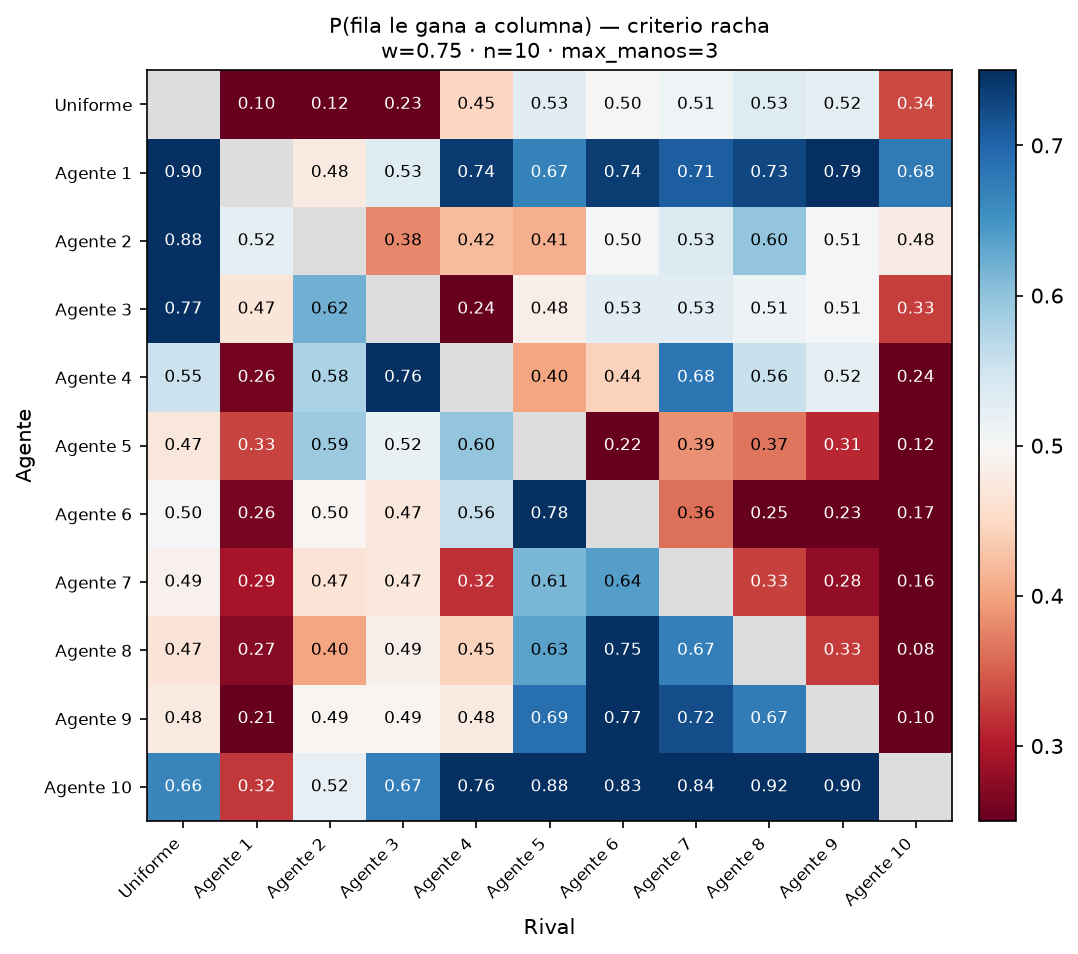 P(fila le gana a columna) — criterio racha
w=0.75 · n=10 · max_manos=3
Agente
Uniforme 0.10 0.12 0.23 0.45 0.53 0.50 0.51 0.53 0.52 0.34
Agente 1 0.90 0.48 0.53 0.74 0.67 0.74 0.71 0.73 0.79 0.68
Agente 2 0.88 0.52 0.38 0.42 0.41 0.50 0.53 0.60 0.51 0.48
Agente 3 0.77 0.47 0.62 0.24 0.48 0.53 0.53 0.51 0.51 0.33
Agente 4 0.55 0.26 0.58 0.76 0.40 0.44 0.68 0.56 0.52 0.24
Agente 5 0.47 0.33 0.59 0.52 0.60 0.22 0.39 0.37 0.31 0.12
Agente 6 0.50 0.26 0.50 0.47 0.56 0.78 0.36 0.25 0.23 0.17
Agente 7 0.49 0.29 0.47 0.47 0.32 0.61 0.64 0.33 0.28 0.16
Agente 8 0.47 0.27 0.40 0.49 0.45 0.63 0.75 0.67 0.33 0.08
Agente 9 0.48 0.21 0.49 0.49 0.48 0.69 0.77 0.72 0.67 0.10
Agente 10 0.66 0.32 0.52 0.67 0.76 0.88 0.83 0.84 0.92 0.90
Uniforme Agente 1 Agente 2 Agente 3 Agente 4 Agente 5 Agente 6 Agente 7 Agente 8 Agente 9 Agente 10
Rival
0.7
0.6
0.5
0.4
0.3